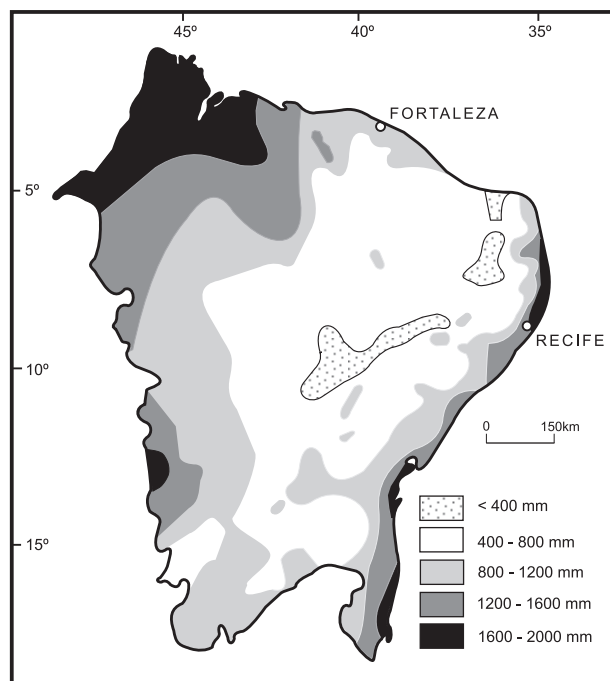 45º 40º 35º
FORTALEZA
5º
RECIFE
10º
0 150km
< 400 mm
400 - 800 mm
15º
800 - 1200 mm
1200 - 1600 mm
1600 - 2000 mm